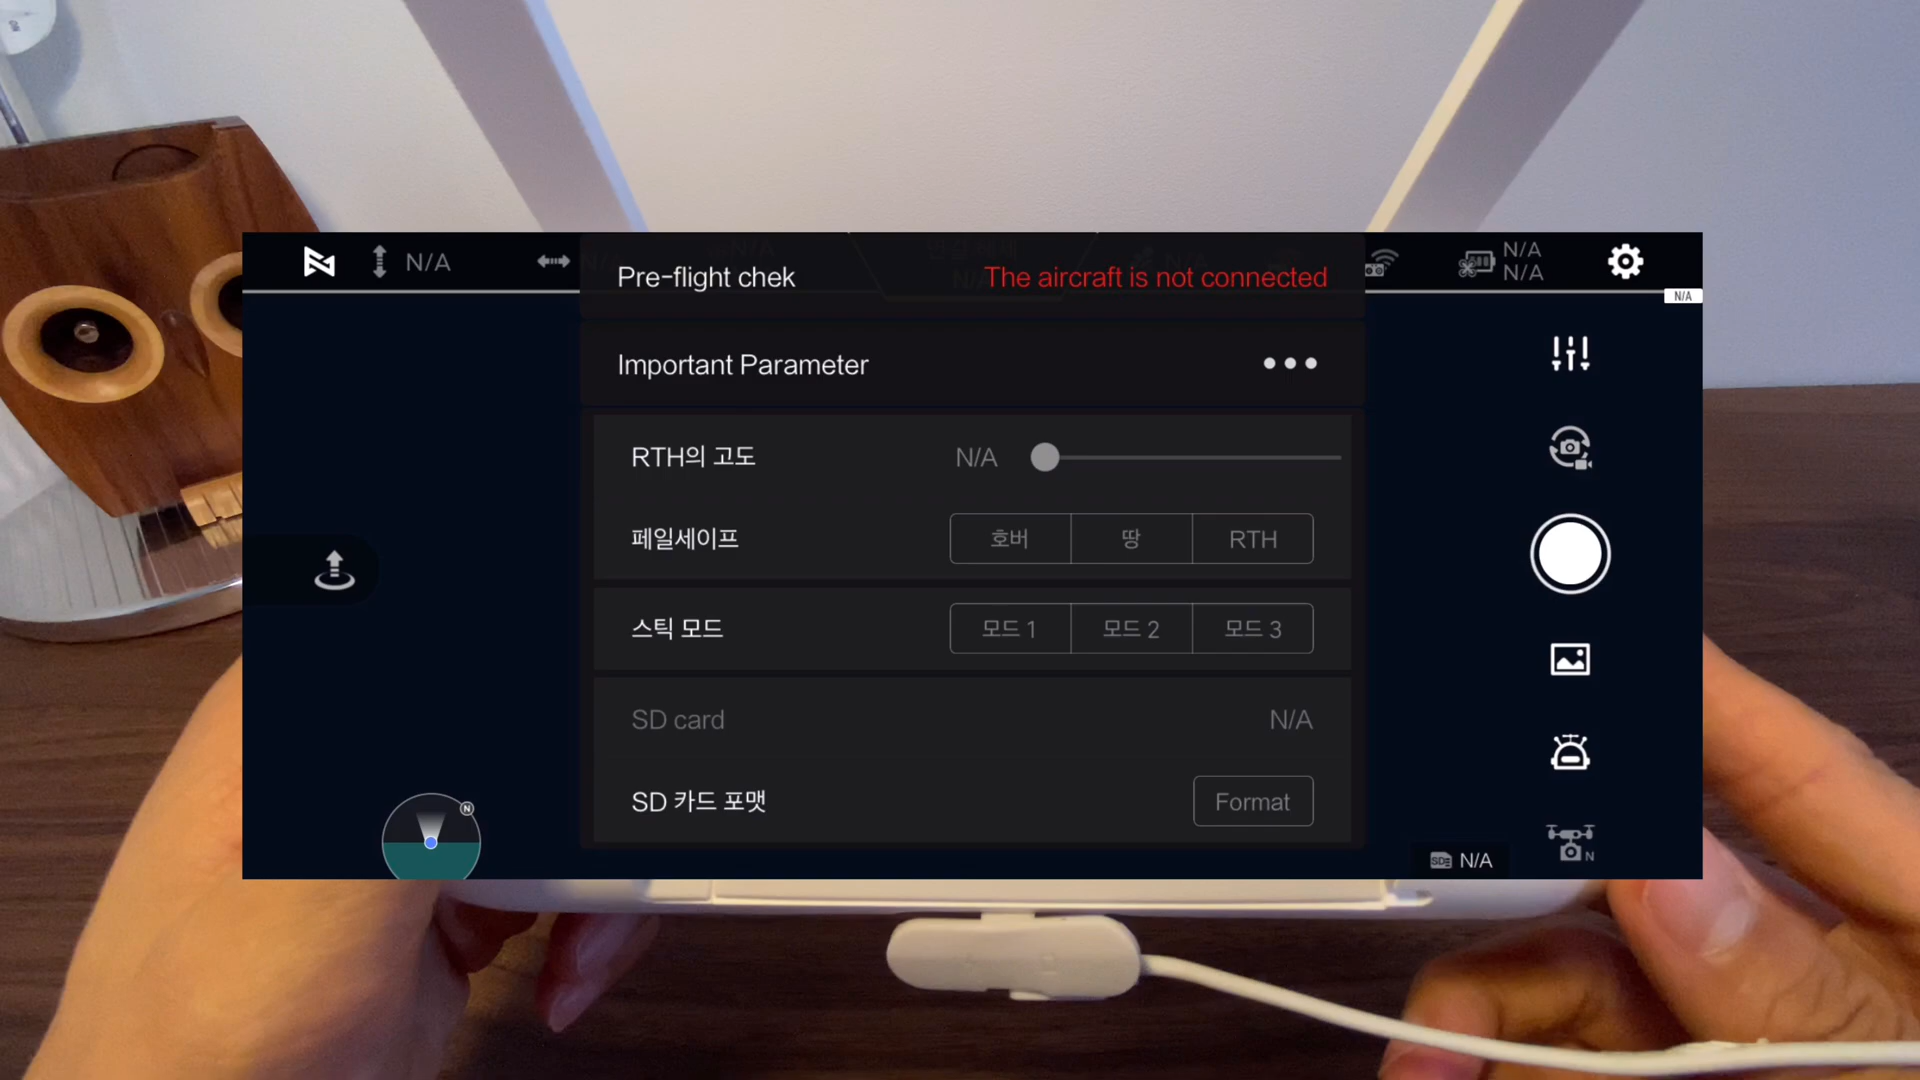 N/A
N/A
N/A
N/A
Pre-flight chek
The aircraft is not connected
Important Parameter
RTH의 고도
N/A
페일세이프
호버
땅
RTH
스틱 모드
모드 1
모드 2
모드 3
SD card
N/A
SD 카드 포맷
Format
N
N
SD
N/A